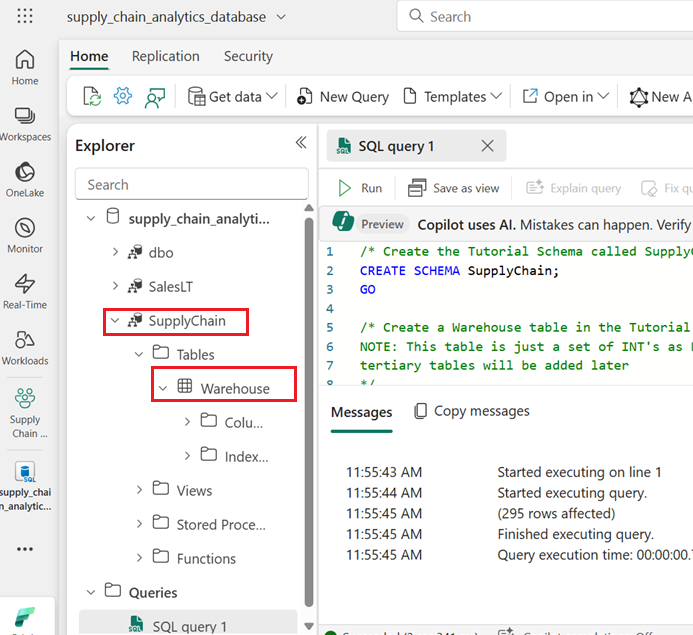 supply_chain_analytics_database
Search
Home
Replication
Security
Get data
New Query
Templates
Open in
New A
Home
Workspaces
OneLake
Monitor
Real-Time
Workloads
Supply
Chain ...
supply_chai
n_analytic...
Explorer
Search
supply_chain_analyti...
dbo
SalesLT
SupplyChain
Tables
Warehouse
Colu...
Index...
Views
Stored Proce...
Functions
Queries
SQL query 1
SQL query 1
Run
Save as view
Explain query
Fix qu
Preview
Copilot uses AI. Mistakes can happen. Verify
1 /* Create the Tutorial Schema called SupplyC
2 CREATE SCHEMA SupplyChain;
3 GO
4
5 /* Create a Warehouse table in the Tutorial
6 NOTE: This table is just a set of INT's as
7 tertiary tables will be added later
8 */
Messages
Copy messages
11:55:43 AM Started executing on line 1
11:55:44 AM Started executing query.
11:55:45 AM (295 rows affected)
11:55:45 AM Finished executing query.
11:55:45 AM Query execution time: 00:00:00.